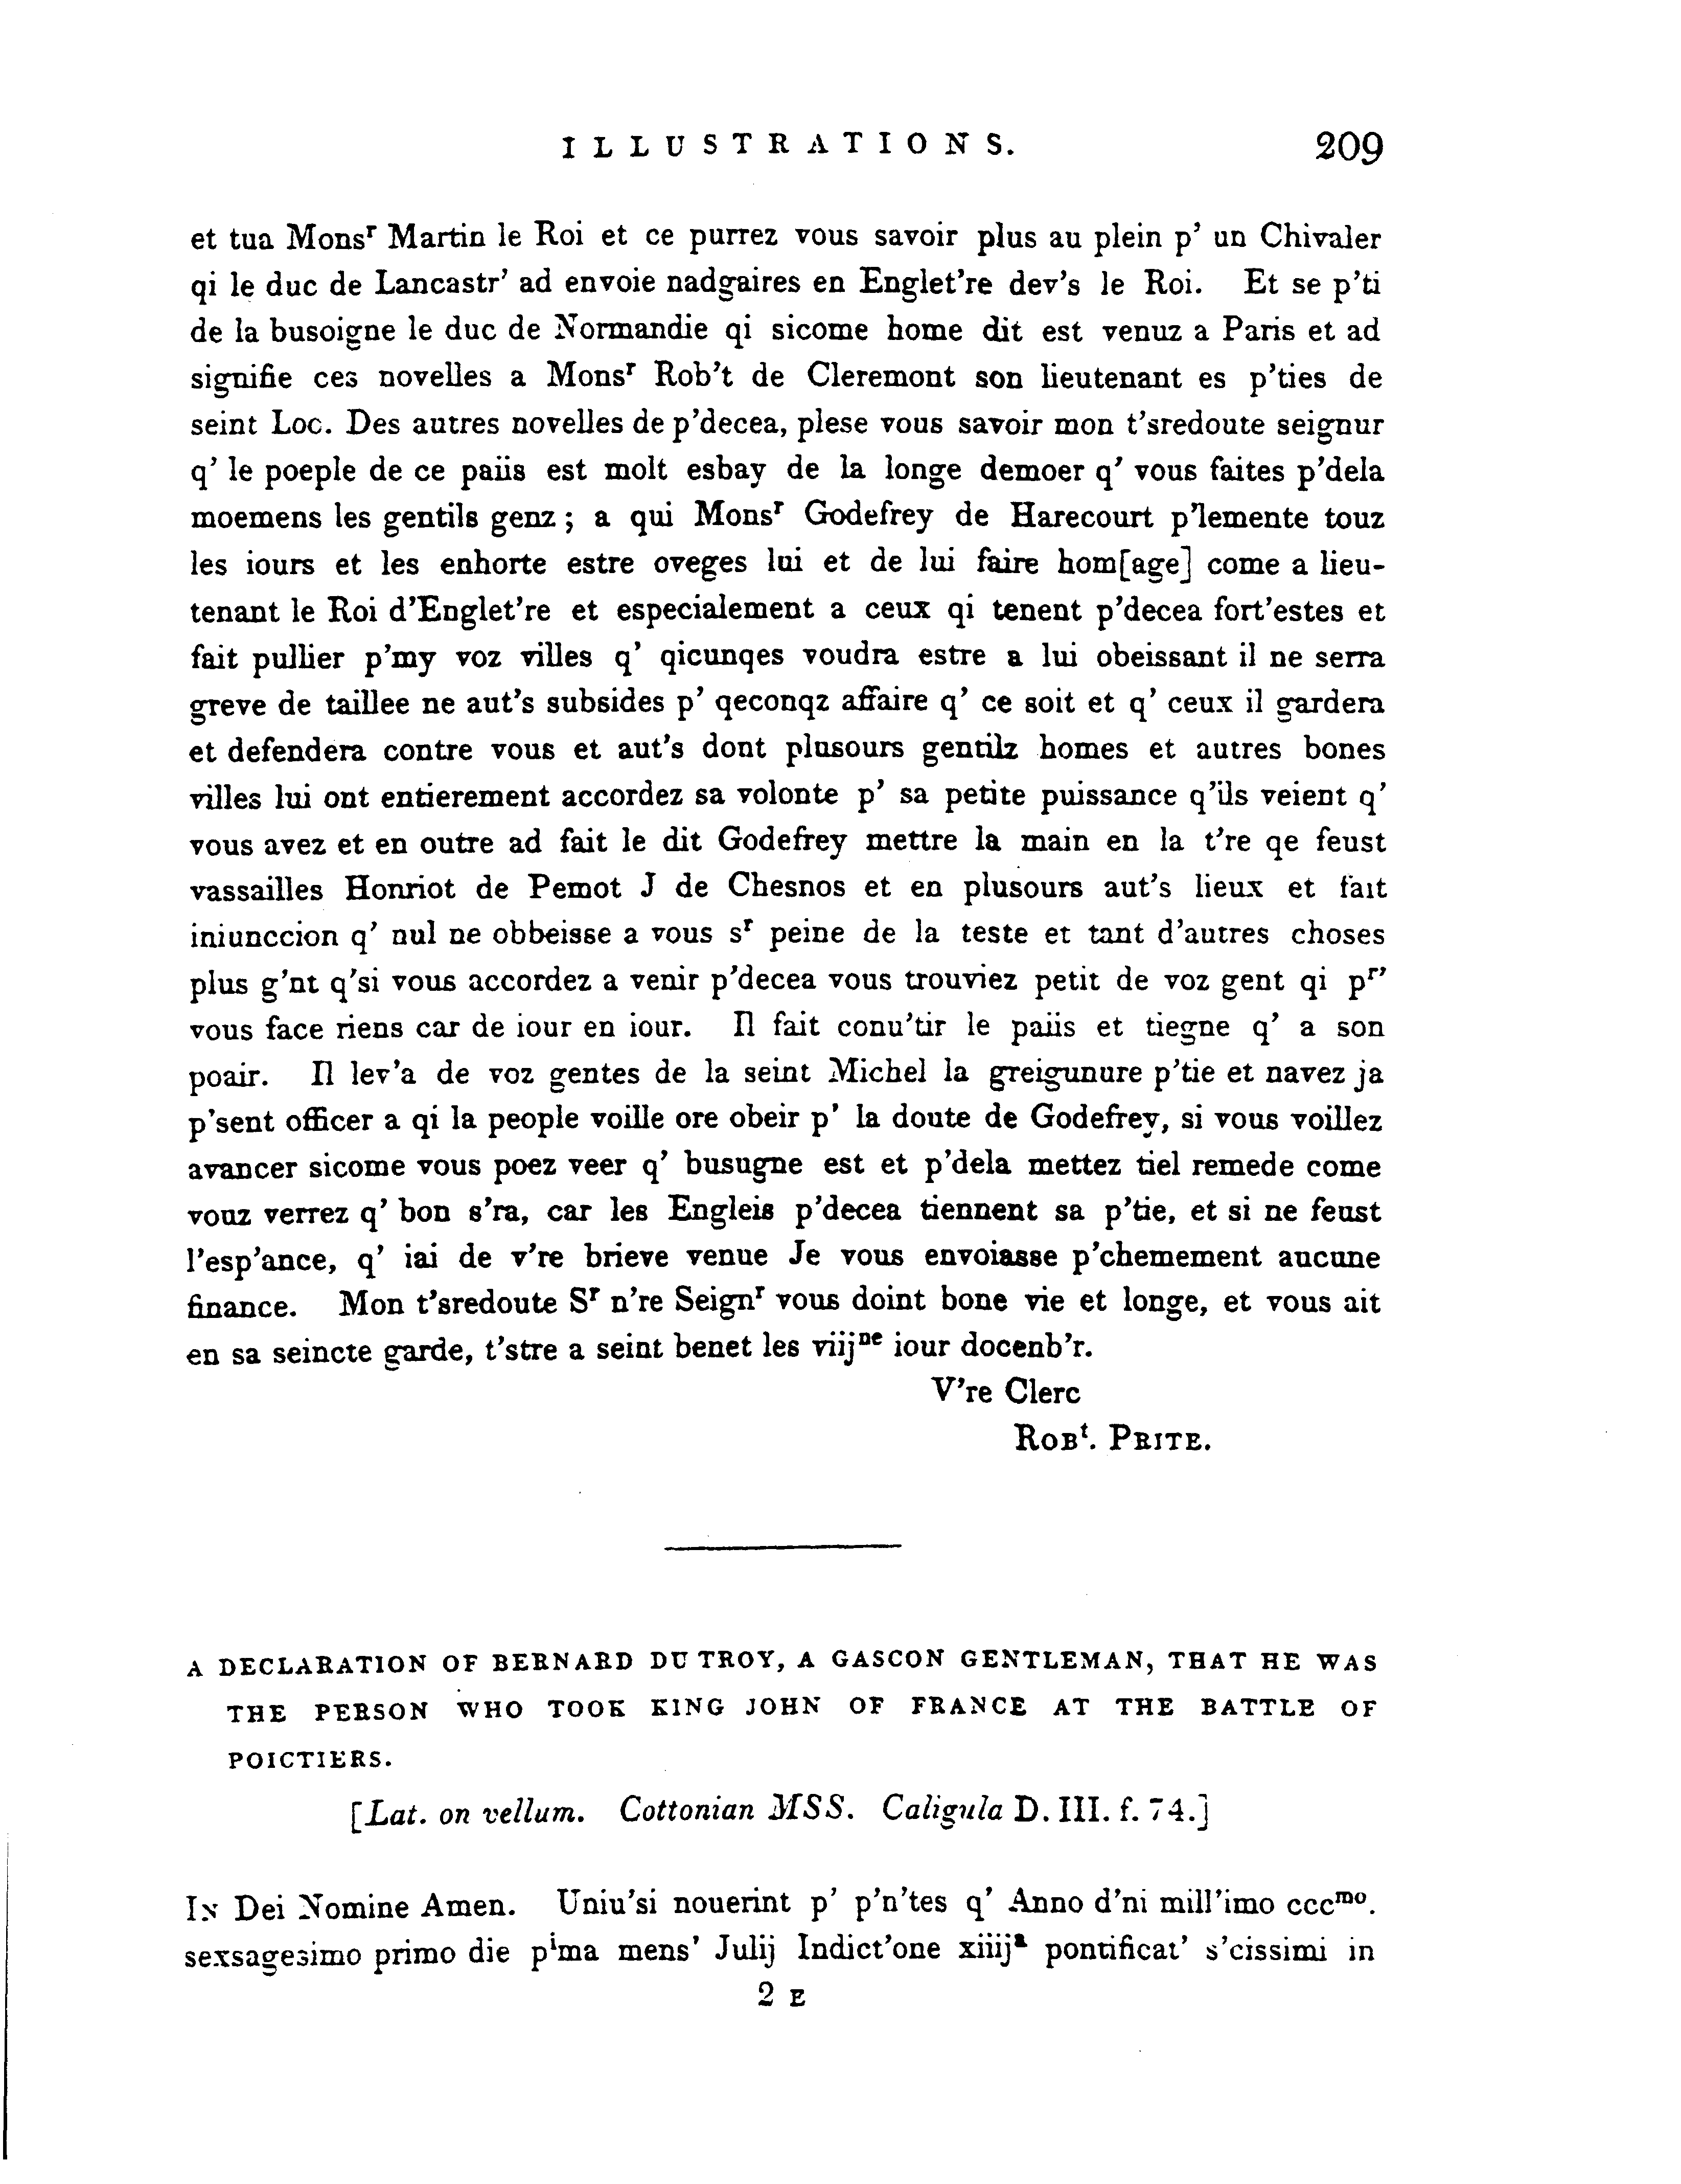 ILLUSTRATIONS. 209
et tua Monsʳ Martin le Roi et ce purrez vous savoir plus au plein p’ un Chivaler
qi le duc de Lancastr’ ad envoie nadgaires en Englet’re dev’s le Roi. Et se p’ti
de la busoigne le duc de Normandie qi sicome home dit est venuz a Paris et ad
signifie ces novelles a Monsʳ Rob’t de Cleremont son lieutenant es p’ties de
seint Loc. Des autres novelles de p’decea, plese vous savoir mon t’sredoute seignur
q’ le poeple de ce païis est molt esbay de la longe demoer q’ vous faites p’dela
moemens les gentils genz ; a qui Monsʳ Godefrey de Harecourt p’lemente touz
les iours et les enhorte estre oveges lui et de lui faire hom[age] come a lieu-
tenant le Roi d’Englet’re et especialement a ceux qi tenent p’decea fort’estes et
fait pullier p’my voz villes q’ qicunqes voudra estre a lui obeissant il ne serra
greve de taillee ne aut’s subsides p’ qeconqz affaire q’ ce soit et q’ ceux il gardera
et defendera contre vous et aut’s dont plusours gentilz homes et autres bones
villes lui ont entierement accordez sa volonte p’ sa petite puissance q’ils veient q’
vous avez et en outre ad fait le dit Godefrey mettre la main en la t’re qe feust
vassailles Honriot de Pemot J de Chesnos et en plusours aut’s lieux et fait
iniunccion q’ nul ne obbeisse a vous sʳ peine de la teste et tant d’autres choses
plus g’nt q’si vous accordez a venir p’decea vous trouviez petit de voz gent qi pʳ’
vous face riens car de iour en iour. Il fait conu’tir le païis et tiegne q’ a son
poair. Il lev’a de voz gentes de la seint Michel la greigunure p’tie et navez ja
p’sent officer a qi la people voille ore obeir p’ la doute de Godefrey, si vous voillez
avancer sicome vous poez veer q’ busugne est et p’dela mettez tiel remede come
vouz verrez q’ bon s’ra, car les Engleis p’decea tiennent sa p’tie, et si ne feust
l’esp’ance, q’ iai de v’re brieve venue Je vous envoiasse p’chemement aucune
finance. Mon t’sredoute Sʳ n’re Seignʳ vous doint bone vie et longe, et vous ait
en sa seincte garde, t’stre a seint benet les viijⁿᵉ iour docenb’r.
V’re Clerc
Robᵗ. Prite.
A DECLARATION OF BERNARD DU TROY, A GASCON GENTLEMAN, THAT HE WAS
THE PERSON WHO TOOK KING JOHN OF FRANCE AT THE BATTLE OF
POICTIERS.
[Lat. on vellum. Cottonian MSS. Caligula D. III. f. 74.]
In Dei Nomine Amen. Uniu’si nouerint p’ p’n’tes q’ Anno d’ni mill’imo cccᵐᵒ.
sexsagesimo primo die pⁱma mens’ Julij Indict’one xiiijᵃ pontificat’ s’cissimi in
2 E